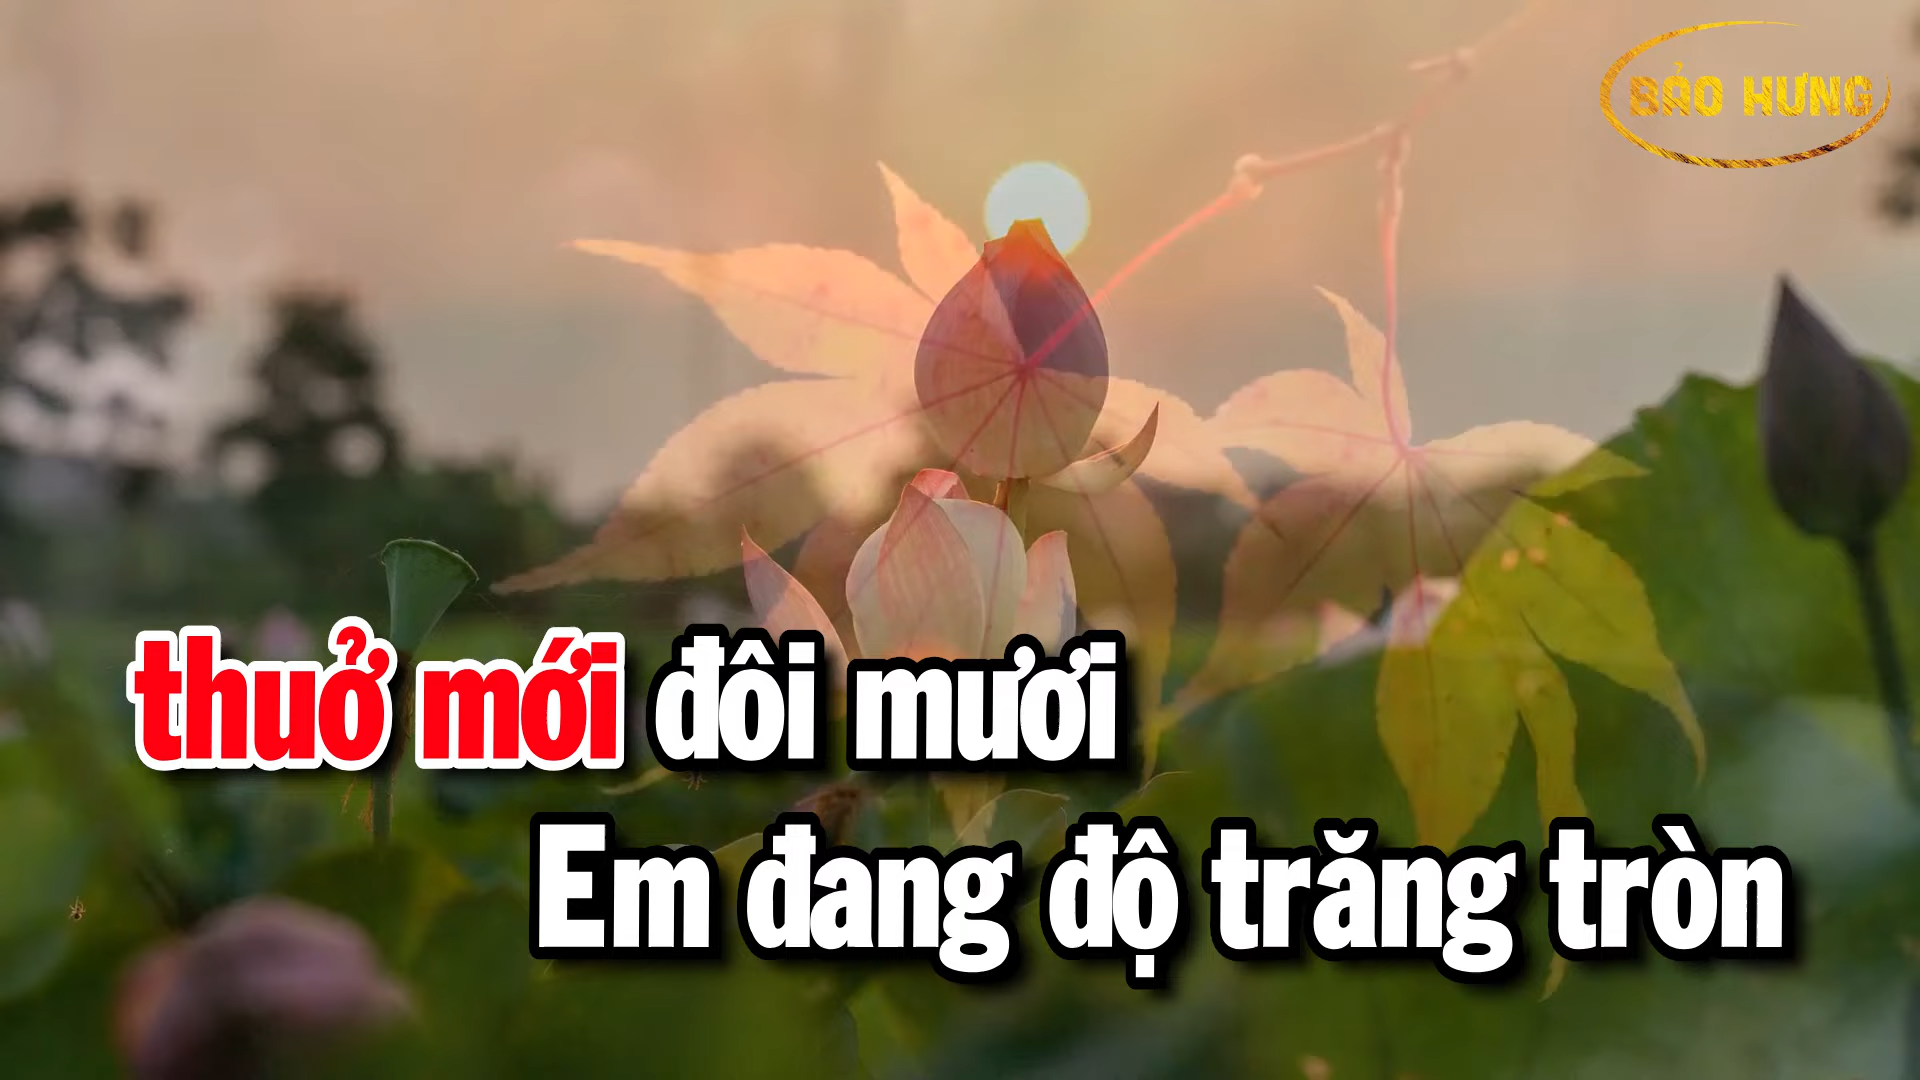 BẢO HƯNG
thuở mới đôi mươi
Em đang độ trăng tròn